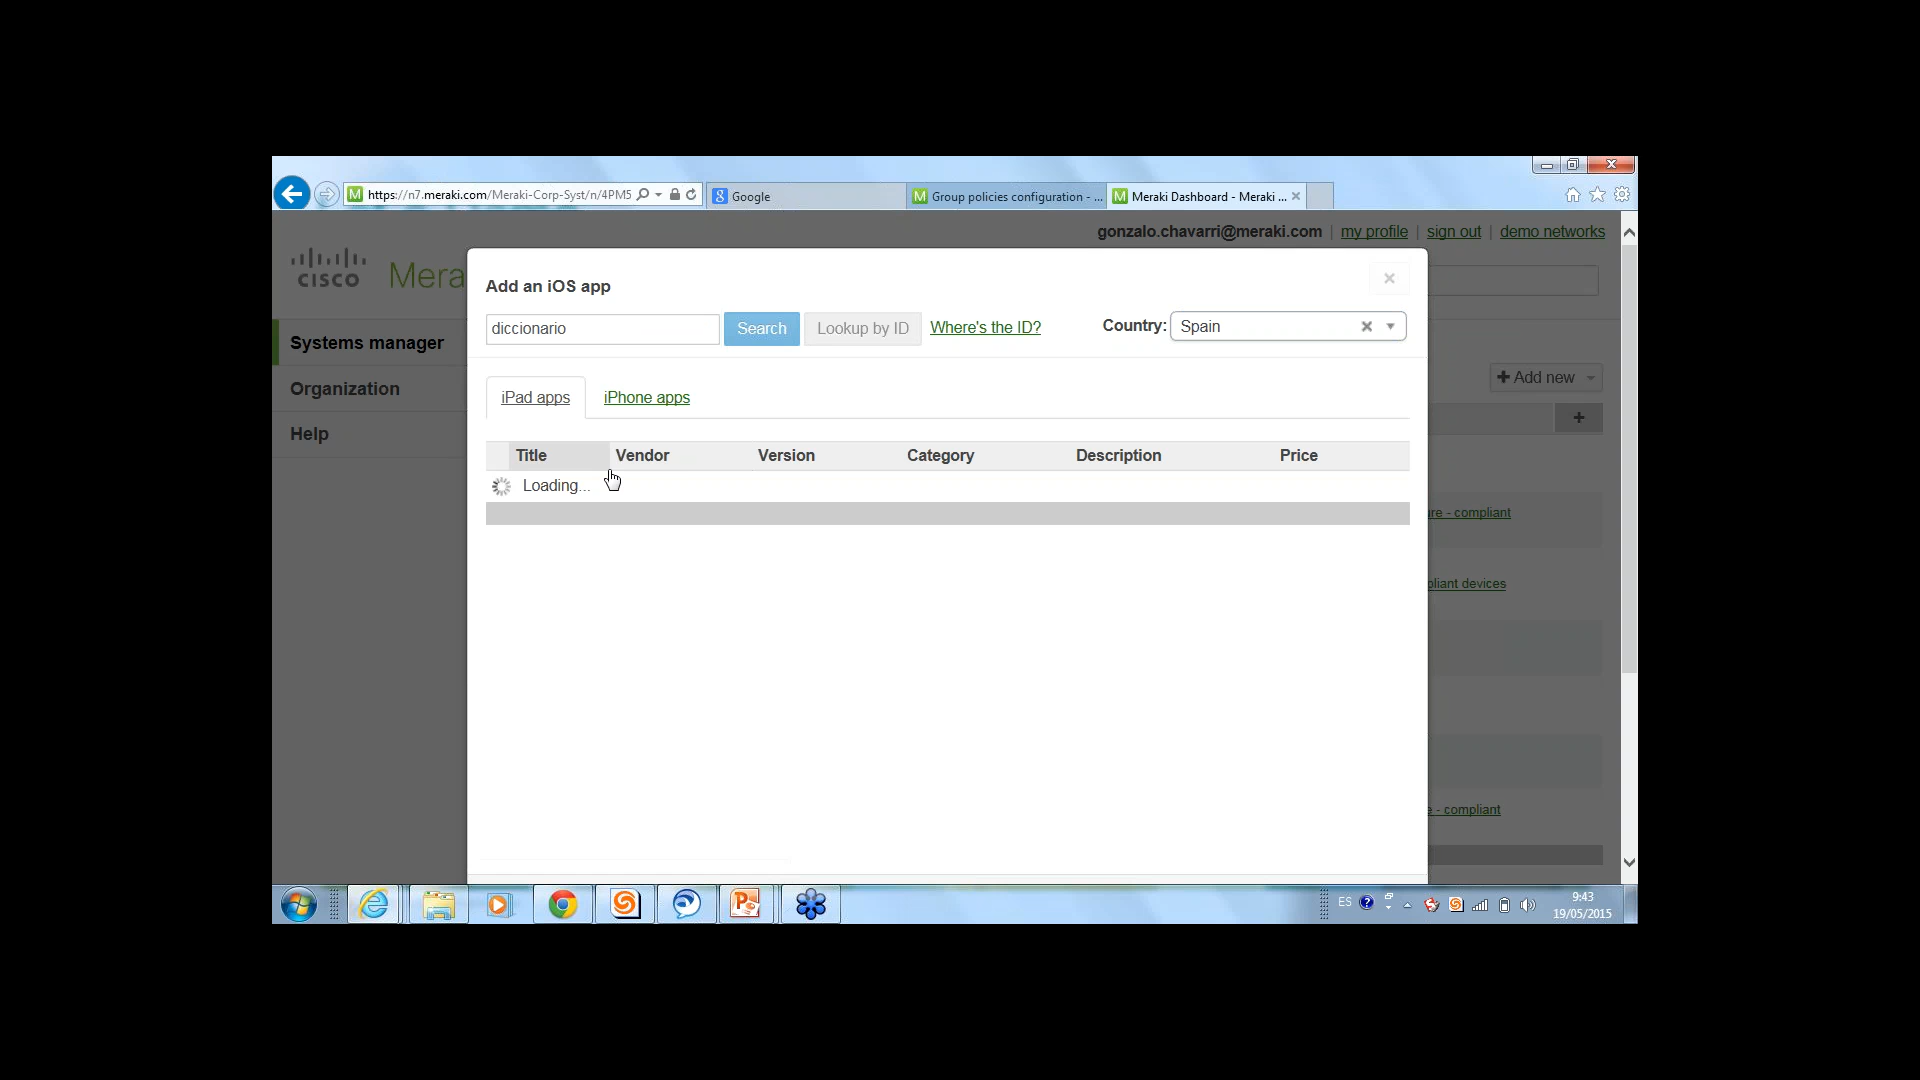 https://n7.meraki.com/Meraki-Corp-Syst/n/4PM5
Google
Group policies configuration - ...
Meraki Dashboard - Meraki ...
gonzalo.chavarri@meraki.com | my profile | sign out | demo networks
cisco Mera
Add an iOS app
diccionario Search Lookup by ID Where's the ID? Country: Spain
Systems manager
Organization
Help
+ Add new
+
iPad apps iPhone apps
Title Vendor Version Category Description Price
Loading...
- compliant
devices
- compliant
ES
9:43
19/05/2015